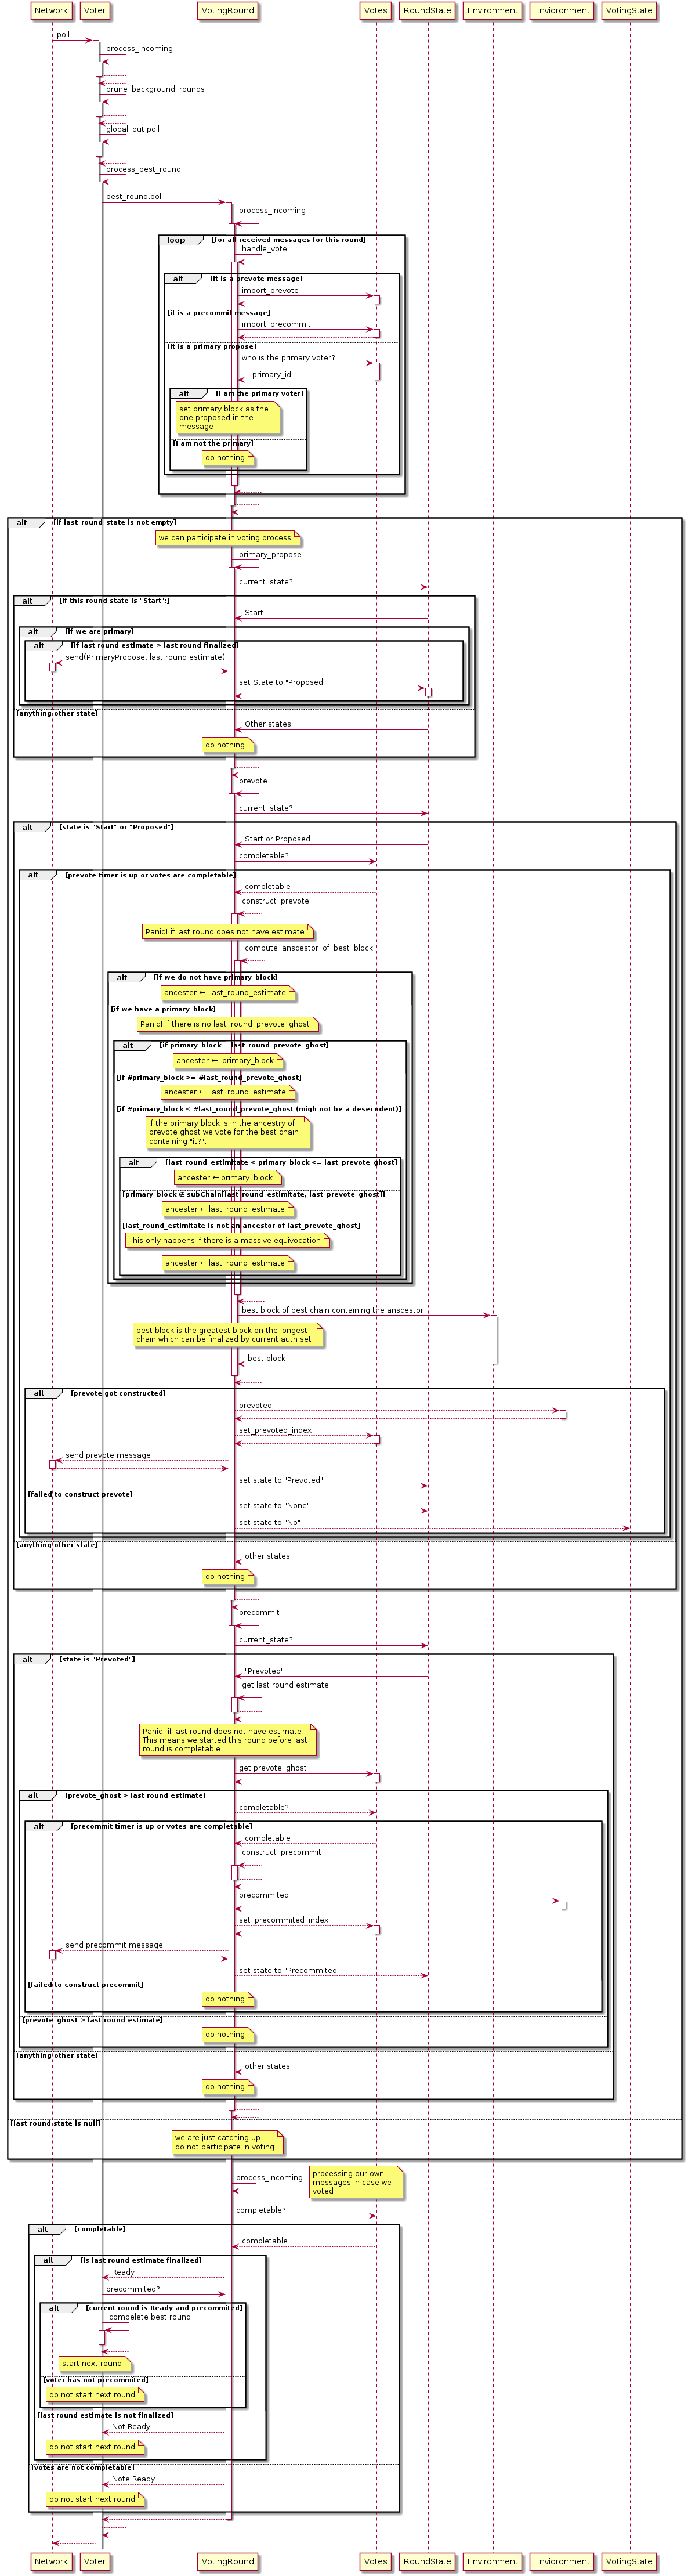 Network Voter VotingRound Votes RoundState Environment Envioronment VotingState
poll
process_incoming
prune_background_rounds
global_out.poll
process_best_round
best_round.poll
process_incoming
loop [for all received messages for this round]
handle_vote
alt [it is a prevote message]
import_prevote
[it is a precommit message]
import_precommit
[it is a primary propose]
who is the primary voter?
: primary_id
alt [I am the primary voter]
set primary block as the
one proposed in the
message
[I am not the primary]
do nothing
alt [if last_round_state is not empty]
we can participate in voting process
primary_propose
current_state?
alt [if this round state is "Start":]
Start
alt [if we are primary]
alt [if last round estimate > last round finalized]
send(PrimaryPropose, last round estimate)
set State to "Proposed"
[anything other state]
Other states
do nothing
prevote
current_state?
alt [state is "Start" or "Proposed"]
Start or Proposed
completable?
alt [prevote timer is up or votes are completable]
completable
construct_prevote
Panic! if last round does not have estimate
compute_anscestor_of_best_block
alt [if we do not have primary_block]
ancester ← last_round_estimate
[if we have a primary_block]
Panic! if there is no last_round_prevote_ghost
alt [if primary_block = last_round_prevote_ghost]
ancester ← primary_block
[if #primary_block >= #last_round_prevote_ghost]
ancester ← last_round_estimate
[if #primary_block < #last_round_prevote_ghost (migh not be a desecndent)]
if the primary block is in the ancestry of
prevote ghost we vote for the best chain
containing "it?".
alt [last_round_estimitate < primary_block <= last_prevote_ghost]
ancester ← primary_block
[primary_block ∉ subChain[last_round_estimitate, last_prevote_ghost]]
ancester ← last_round_estimate
[last_round_estimitate is not an ancestor of last_prevote_ghost]
This only happens if there is a massive equivocation
ancester ← last_round_estimate
best block of best chain containing the anscestor
best block is the greatest block on the longest
chain which can be finalized by current auth set
best block
alt [prevote got constructed]
prevoted
set_prevoted_index
send prevote message
set state to "Prevoted"
[failed to construct prevote]
set state to "None"
set state to "No"
[anything other state]
other states
do nothing
precommit
current_state?
alt [state is "Prevoted"]
"Prevoted"
get last round estimate
Panic! if last round does not have estimate
This means we started this round before last
round is completable
get prevote_ghost
alt [prevote_ghost > last round estimate]
completable?
alt [precommit timer is up or votes are completable]
completable
construct_precommit
precommited
set_precommited_index
send precommit message
set state to "Precommited"
[failed to construct precommit]
do nothing
[prevote_ghost > last round estimate]
do nothing
[anything other state]
other states
do nothing
[last round state is null]
we are just catching up
do not participate in voting
process_incoming
processing our own
messages in case we
voted
completable?
alt [completable]
completable
alt [is last round estimate finalized]
Ready
precommited?
alt [current round is Ready and precommited]
compelete best round
start next round
[voter has not precommited]
do not start next round
[last round estimate is not finalized]
Not Ready
do not start next round
[votes are not completable]
Note Ready
do not start next round
Network Voter VotingRound Votes RoundState Environment Envioronment VotingState